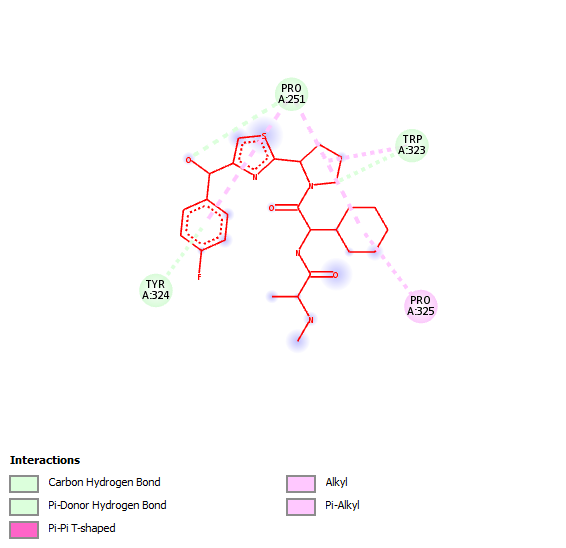 PRO
A:251
TRP
A:323
S
O
N
N
O
TYR
A:324
N
F
O
PRO
A:325
N
Interactions
Carbon Hydrogen Bond
Alkyl
Pi-Donor Hydrogen Bond
Pi-Alkyl
Pi-Pi T-shaped